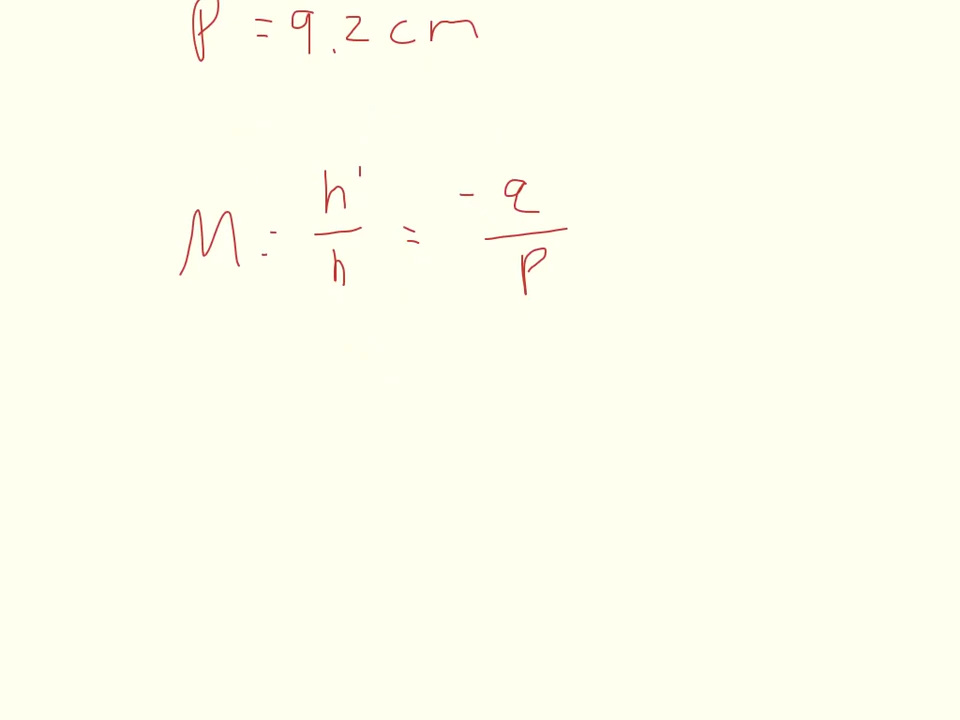 P = 9.2 cm
M = h'/h = -q/P